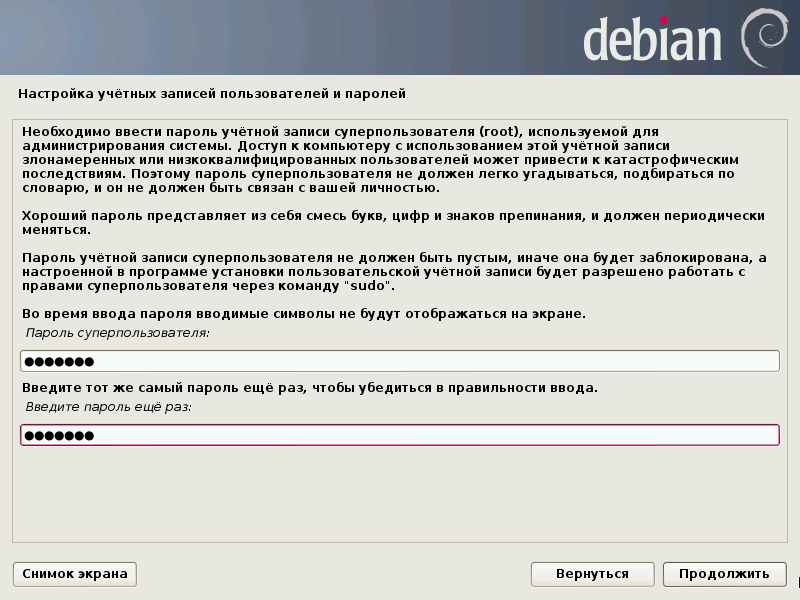 debian
Настройка учётных записей пользователей и паролей
Необходимо ввести пароль учётной записи суперпользователя (root), используемой для
администрирования системы. Доступ к компьютеру с использованием этой учётной записи
злонамеренных или низкоквалифицированных пользователей может привести к катастрофическим
последствиям. Поэтому пароль суперпользователя не должен легко угадываться, подбираться по
словарю, и он не должен быть связан с вашей личностью.
Хороший пароль представляет из себя смесь букв, цифр и знаков препинания, и должен периодически
меняться.
Пароль учётной записи суперпользователя не должен быть пустым, иначе она будет заблокирована, а
настроенной в программе установки пользовательской учётной записи будет разрешено работать с
правами суперпользователя через команду "sudo".
Во время ввода пароля вводимые символы не будут отображаться на экране.
Пароль суперпользователя:
●●●●●●●
Введите тот же самый пароль ещё раз, чтобы убедиться в правильности ввода.
Введите пароль ещё раз:
●●●●●●●
Снимок экрана
Вернуться
Продолжить